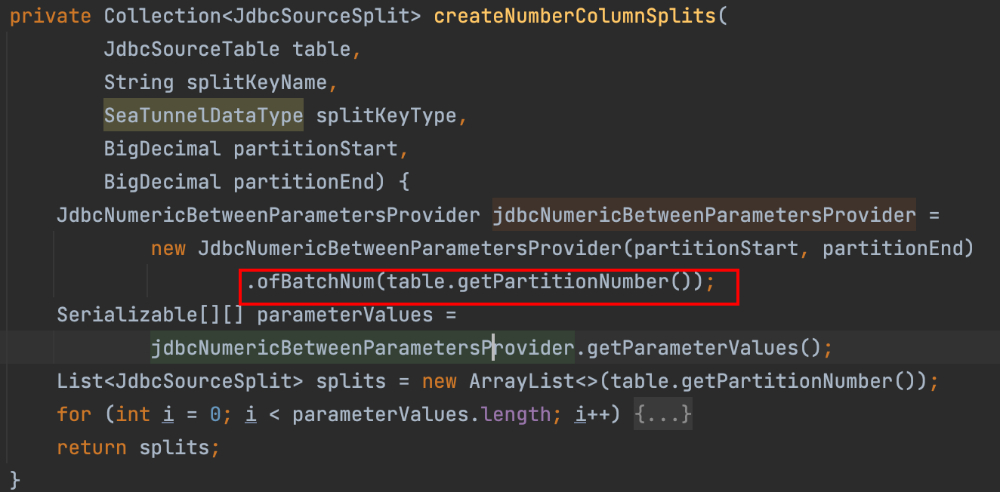 private Collection<JdbcSourceSplit> createNumberColumnSplits(
JdbcSourceTable table,
String splitKeyName,
SeaTunnelDataType splitKeyType,
BigDecimal partitionStart,
BigDecimal partitionEnd) {
JdbcNumericBetweenParametersProvider jdbcNumericBetweenParametersProvider =
new JdbcNumericBetweenParametersProvider(partitionStart, partitionEnd)
.ofBatchNum(table.getPartitionNumber());
Serializable[][] parameterValues =
jdbcNumericBetweenParametersProvider.getParameterValues();
List<JdbcSourceSplit> splits = new ArrayList<>(table.getPartitionNumber());
for (int i = 0; i < parameterValues.length; i++) {...}
return splits;
}